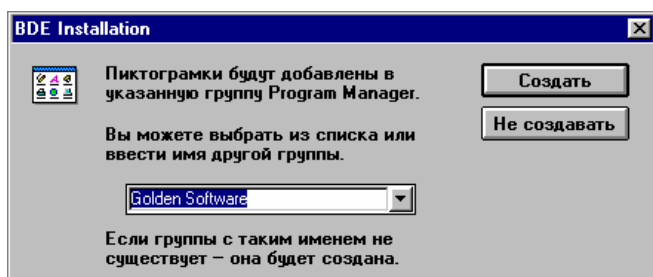 BDE Installation
Пиктограмки будут добавлены в
указанную группу Program Manager.
Создать
Не создавать
Вы можете выбрать из списка или
ввести имя другой группы.
Golden Software
Если группы с таким именем не
существует – она будет создана.